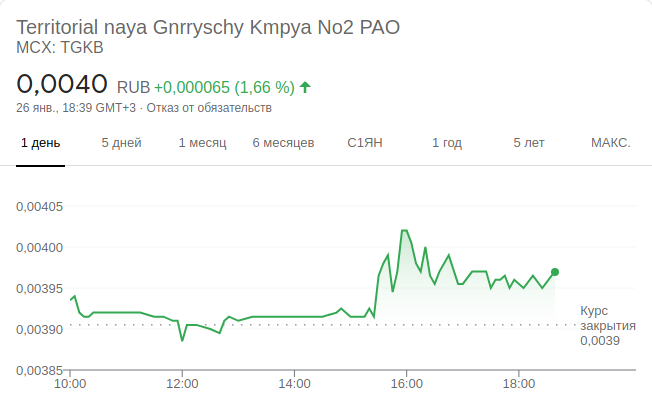 Territorial naya Gnrryschy Kmpya No2 PAO
MCX: TGKB
0,0040 RUB +0,000065 (1,66 %)
26 янв., 18:39 GMT+3 · Отказ от обязательств
1 день 5 дней 1 месяц 6 месяцев С1ЯН 1 год 5 лет МАКС.
0,00405
0,00400
0,00395
0,00390
0,00385
Курс
закрытия
0,0039
10:00 12:00 14:00 16:00 18:00